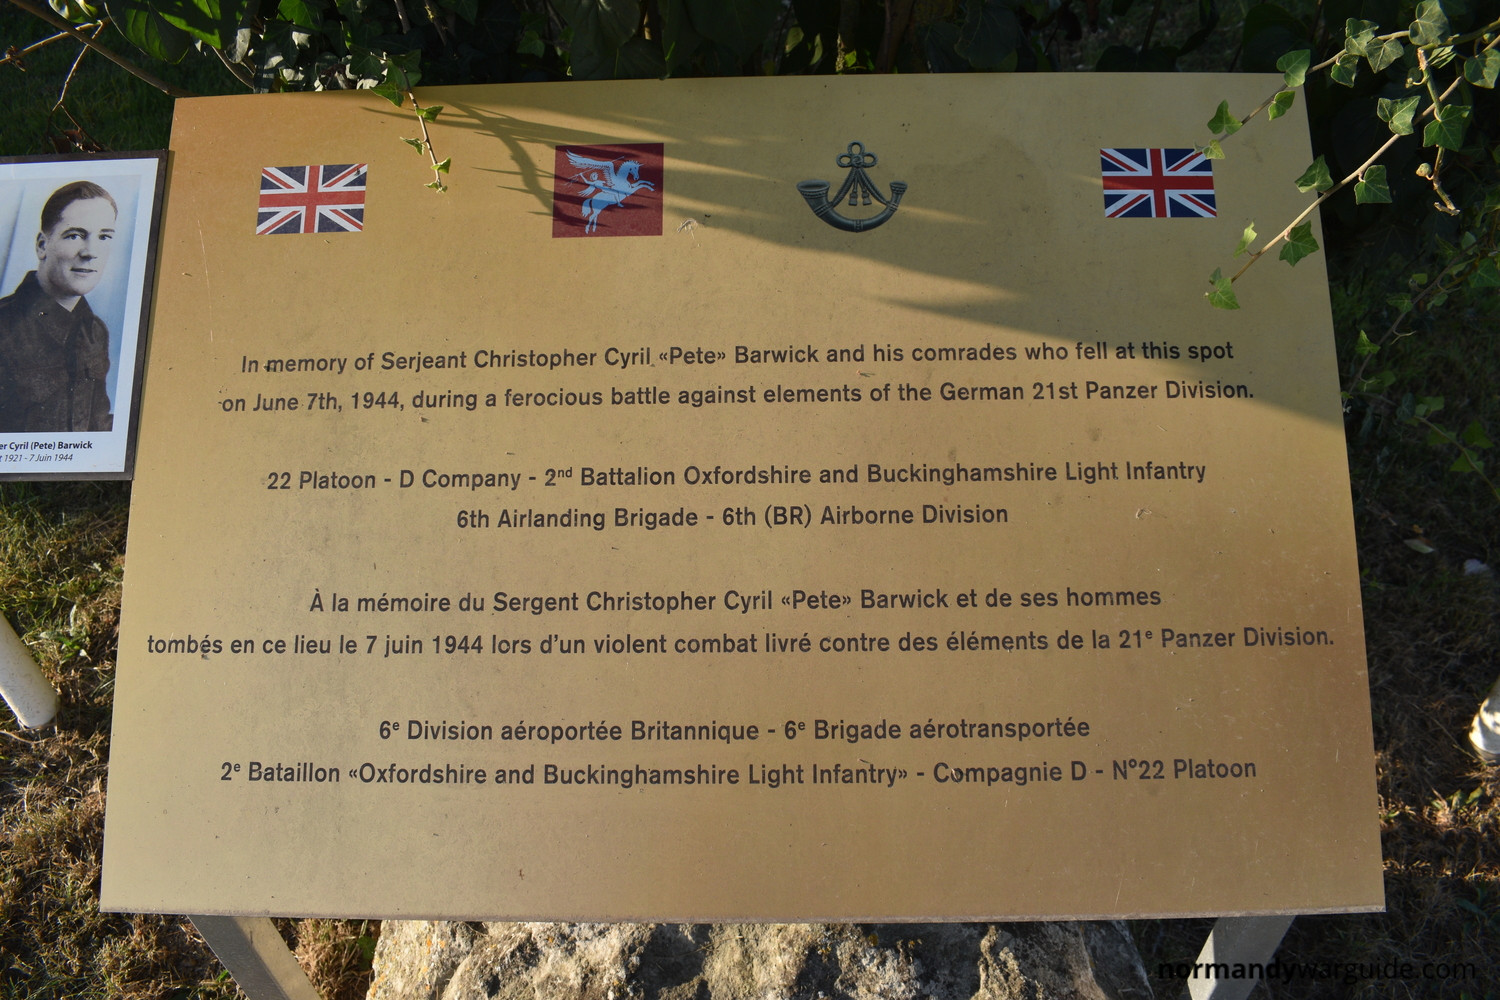 In memory of Serjeant Christopher Cyril «Pete» Barwick and his comrades who fell at this spot
on June 7th, 1944, during a ferocious battle against elements of the German 21st Panzer Division.
22 Platoon - D Company - 2nd Battalion Oxfordshire and Buckinghamshire Light Infantry
6th Airlanding Brigade - 6th (BR) Airborne Division
À la mémoire du Sergent Christopher Cyril «Pete» Barwick et de ses hommes
tombés en ce lieu le 7 juin 1944 lors d'un violent combat livré contre des éléments de la 21e Panzer Division.
6e Division aéroportée Britannique - 6e Brigade aérotransportée
2e Bataillon «Oxfordshire and Buckinghamshire Light Infantry» - Compagnie D - N°22 Platoon
Cyril (Pete) Barwick
1921 - 7 Juin 1944
normandywarguide.com